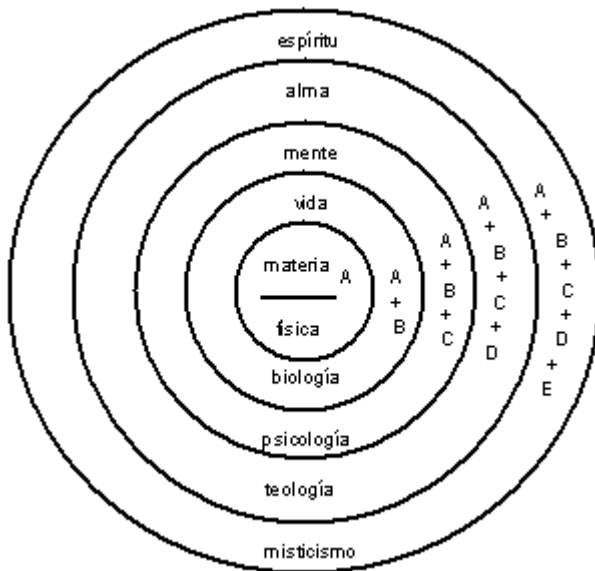 espíritu
alma
mente
vida
materia
física
biología
psicología
teología
misticismo
A
A + B
A + B + C
A + B + C + D
A + B + C + D + E